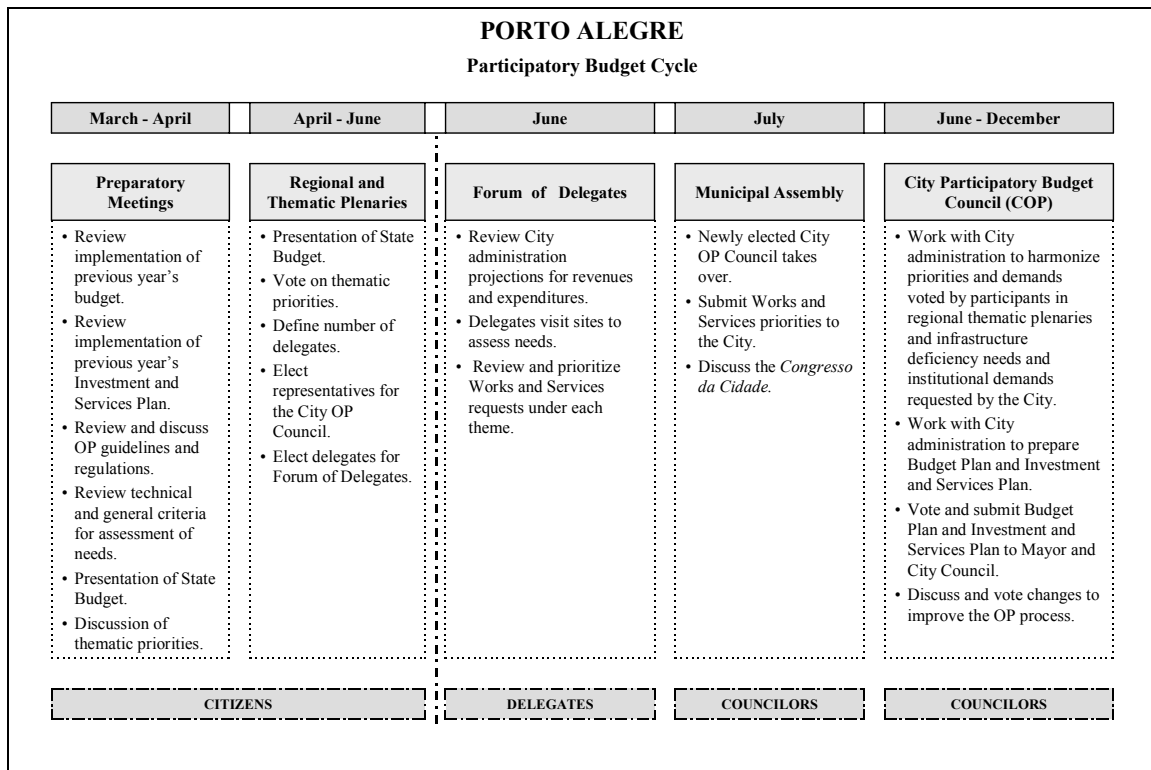 PORTO ALEGRE
Participatory Budget Cycle
March - April
April - June
June
July
June - December
Preparatory
Meetings
• Review
implementation of
previous year’s
budget.
• Review
implementation of
previous year’s
Investment and
Services Plan.
• Review and discuss
OP guidelines and
regulations.
• Review technical
and general criteria
for assessment of
needs.
• Presentation of State
Budget.
• Discussion of
thematic priorities.
Regional and
Thematic Plenaries
• Presentation of State
Budget.
• Vote on thematic
priorities.
• Define number of
delegates.
• Elect
representatives for
the City OP
Council.
• Elect delegates for
Forum of Delegates.
Forum of Delegates
• Review City
administration
projections for revenues
and expenditures.
• Delegates visit sites to
assess needs.
• Review and prioritize
Works and Services
requests under each
theme.
Municipal Assembly
• Newly elected City
OP Council takes
over.
• Submit Works and
Services priorities to
the City.
• Discuss the Congresso
da Cidade.
City Participatory Budget
Council (COP)
• Work with City
administration to harmonize
priorities and demands
voted by participants in
regional thematic plenaries
and infrastructure
deficiency needs and
institutional demands
requested by the City.
• Work with City
administration to prepare
Budget Plan and Investment
and Services Plan.
• Vote and submit Budget
Plan and Investment and
Services Plan to Mayor and
City Council.
• Discuss and vote changes to
improve the OP process.
CITIZENS
DELEGATES
COUNCILORS
COUNCILORS